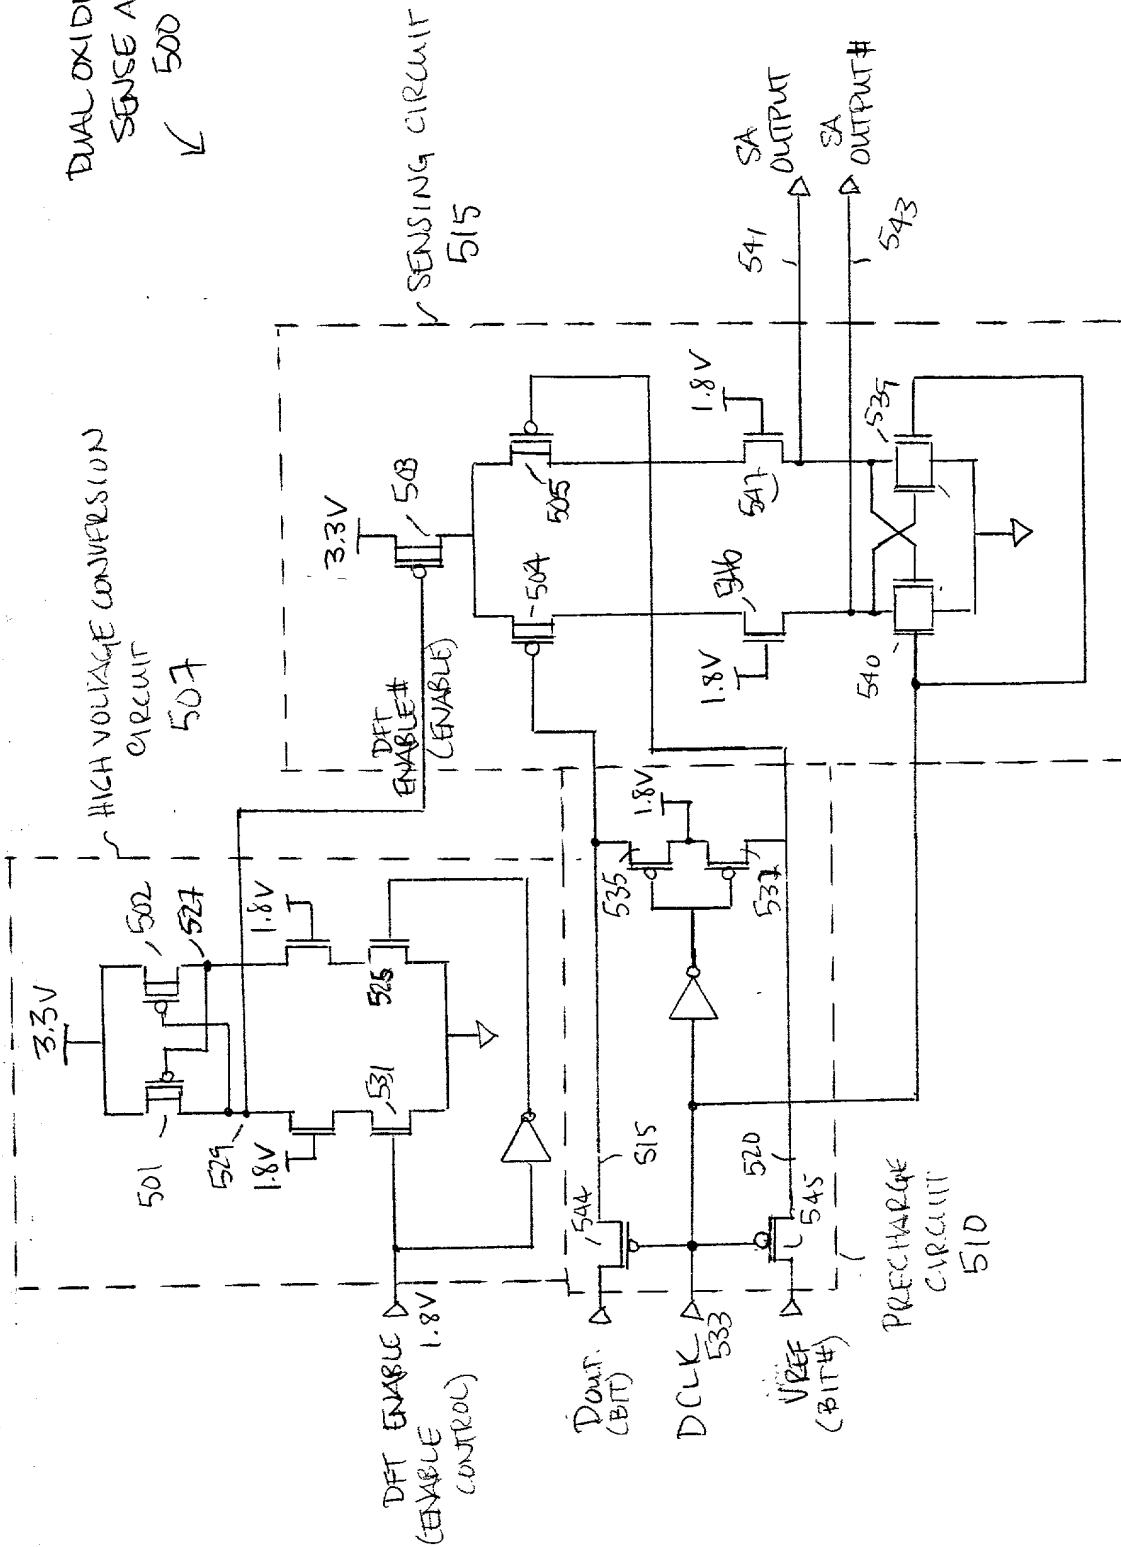 DUAL OXIDE
SENSE A
500
HIGH VOLTAGE CONVERSION
CIRCUIT
507
SENSING CIRCUIT
515
3.3V
502
527
501
529
1.8V
1.8V
531
525
3.3V
503
DFT
ENABLE#
(ENABLE)
504
505
1.8V
1.8V
546
547
541
SA
OUTPUT
SA
OUTPUT#
543
539
540
DFT ENABLE
1.8V
(ENABLE
CONTROL)
DOUT
(BIT)
DCLK
533
VREF
(BIT#)
544
515
520
545
535
537
1.8V
PRECHARGE
CIRCUIT
510